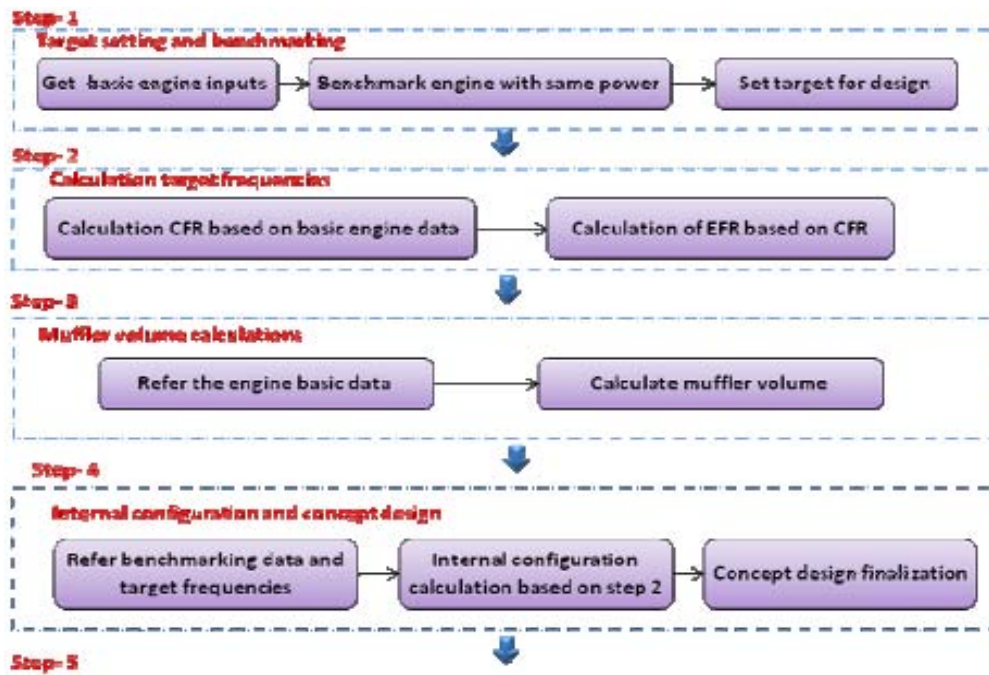 Step- 1
Target setting and benchmarking
Get basic engine inputs
Benchmark engine with same power
Set target for design
Step- 2
Calculation target frequencies
Calculation CFR based on basic engine data
Calculation of EFR based on CFR
Step- 3
Muffler volume calculations
Refer the engine basic data
Calculate muffler volume
Step- 4
Internal configuration and concept design
Refer benchmarking data and
target frequencies
Internal configuration
calculation based on step 2
Concept design finalization
Step- 5